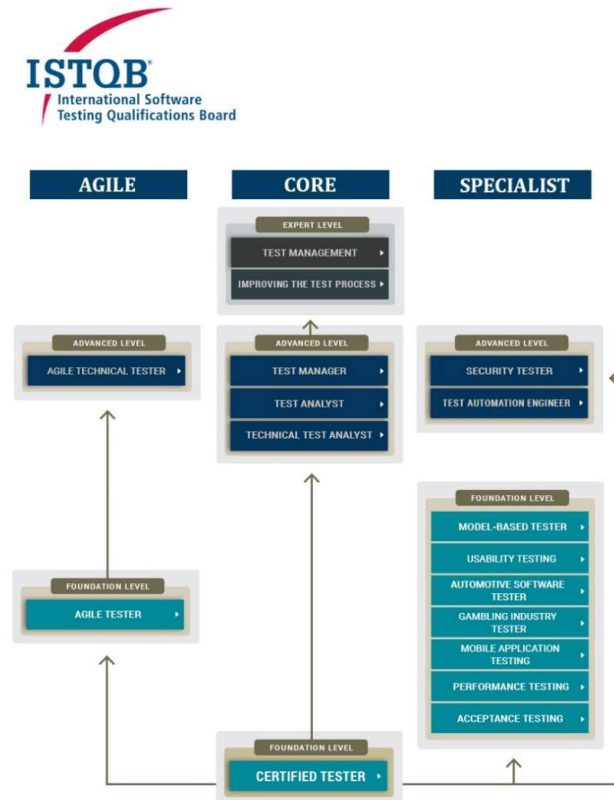 ISTQB®
International Software
Testing Qualifications Board
AGILE
CORE
SPECIALIST
EXPERT LEVEL
TEST MANAGEMENT
IMPROVING THE TEST PROCESS
ADVANCED LEVEL
AGILE TECHNICAL TESTER
ADVANCED LEVEL
TEST MANAGER
TEST ANALYST
TECHNICAL TEST ANALYST
ADVANCED LEVEL
SECURITY TESTER
TEST AUTOMATION ENGINEER
FOUNDATION LEVEL
AGILE TESTER
FOUNDATION LEVEL
MODEL-BASED TESTER
USABILITY TESTING
AUTOMOTIVE SOFTWARE
TESTER
GAMBLING INDUSTRY
TESTER
MOBILE APPLICATION
TESTING
PERFORMANCE TESTING
ACCEPTANCE TESTING
FOUNDATION LEVEL
CERTIFIED TESTER